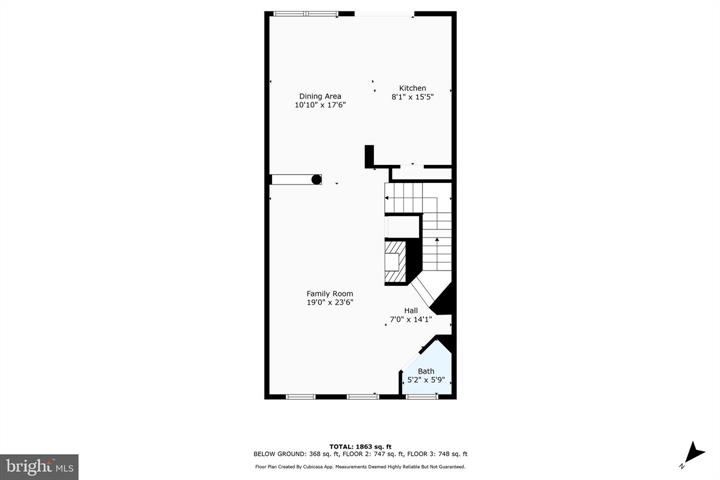 Dining Area
10'10" x 17'6"
Kitchen
8'1" x 15'5"
Family Room
19'0" x 23'6"
Hall
7'0" x 14'1"
Bath
5'2" x 5'9"
TOTAL: 1863 sq. ft
BELOW GROUND: 368 sq. ft, FLOOR 2: 747 sq. ft, FLOOR 3: 748 sq. ft
Floor Plan Created By Cubicasa App. Measurements Deemed Highly Reliable But Not Guaranteed.
bright MLS
N